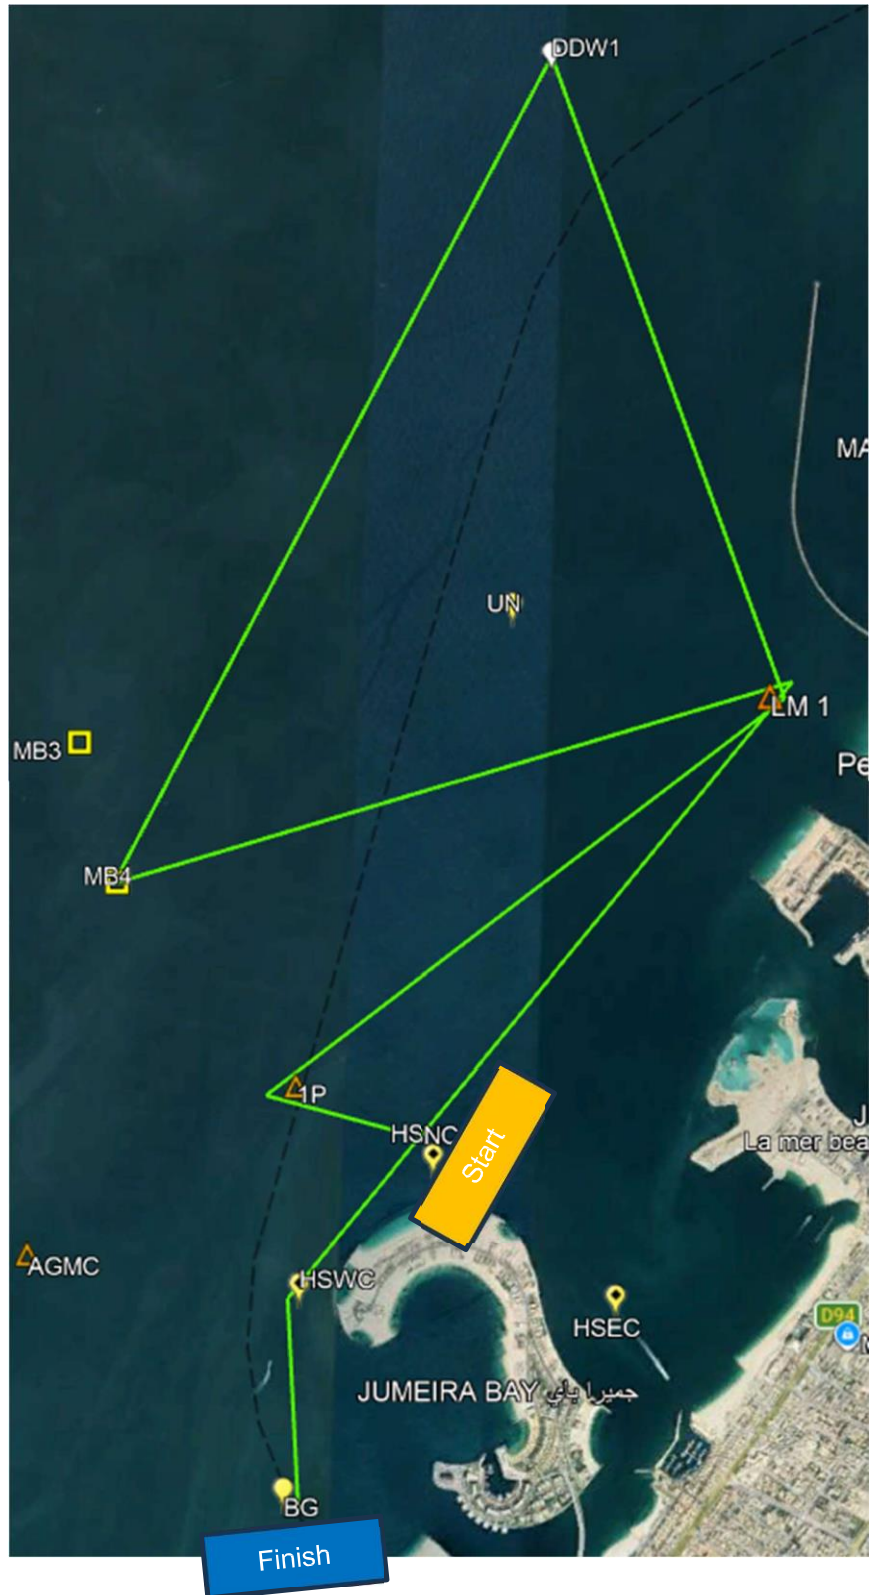 DDW1
MA
UN
LM 1
MB3
Pe
MB4
1P
HSNC
Start
J
La mer bea
AGMC
HSWC
D94
HSEC
JUMEIRA BAY جميرا باي
BG
Finish